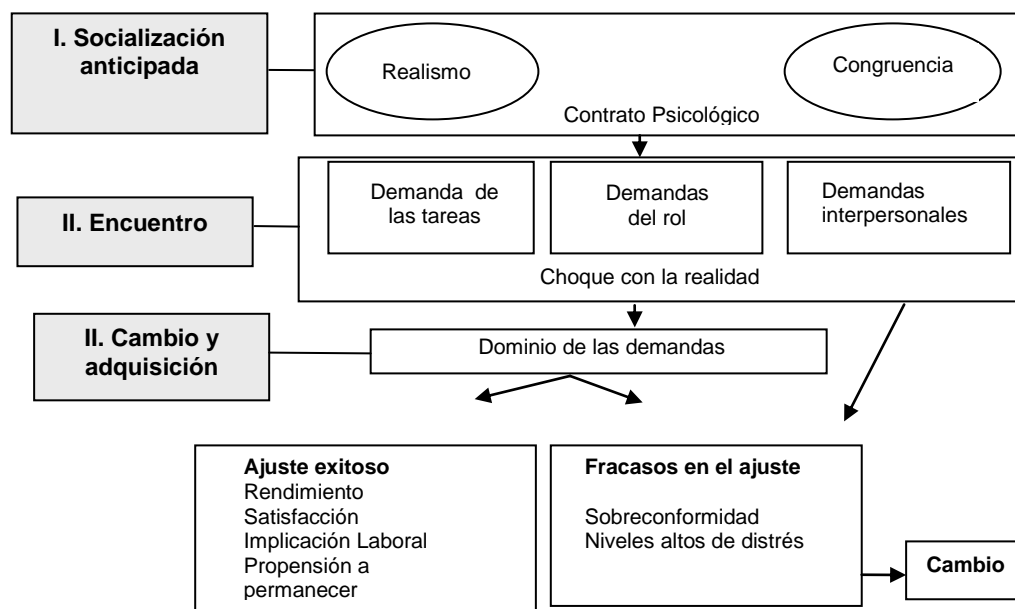 I. Socialización
anticipada
Realismo
Congruencia
Contrato Psicológico
II. Encuentro
Demanda de
las tareas
Demandas
del rol
Demandas
interpersonales
Choque con la realidad
II. Cambio y
adquisición
Dominio de las demandas
Ajuste exitoso
Rendimiento
Satisfacción
Implicación Laboral
Propensión a
permanecer
Fracasos en el ajuste
Sobreconformidad
Niveles altos de distrés
Cambio